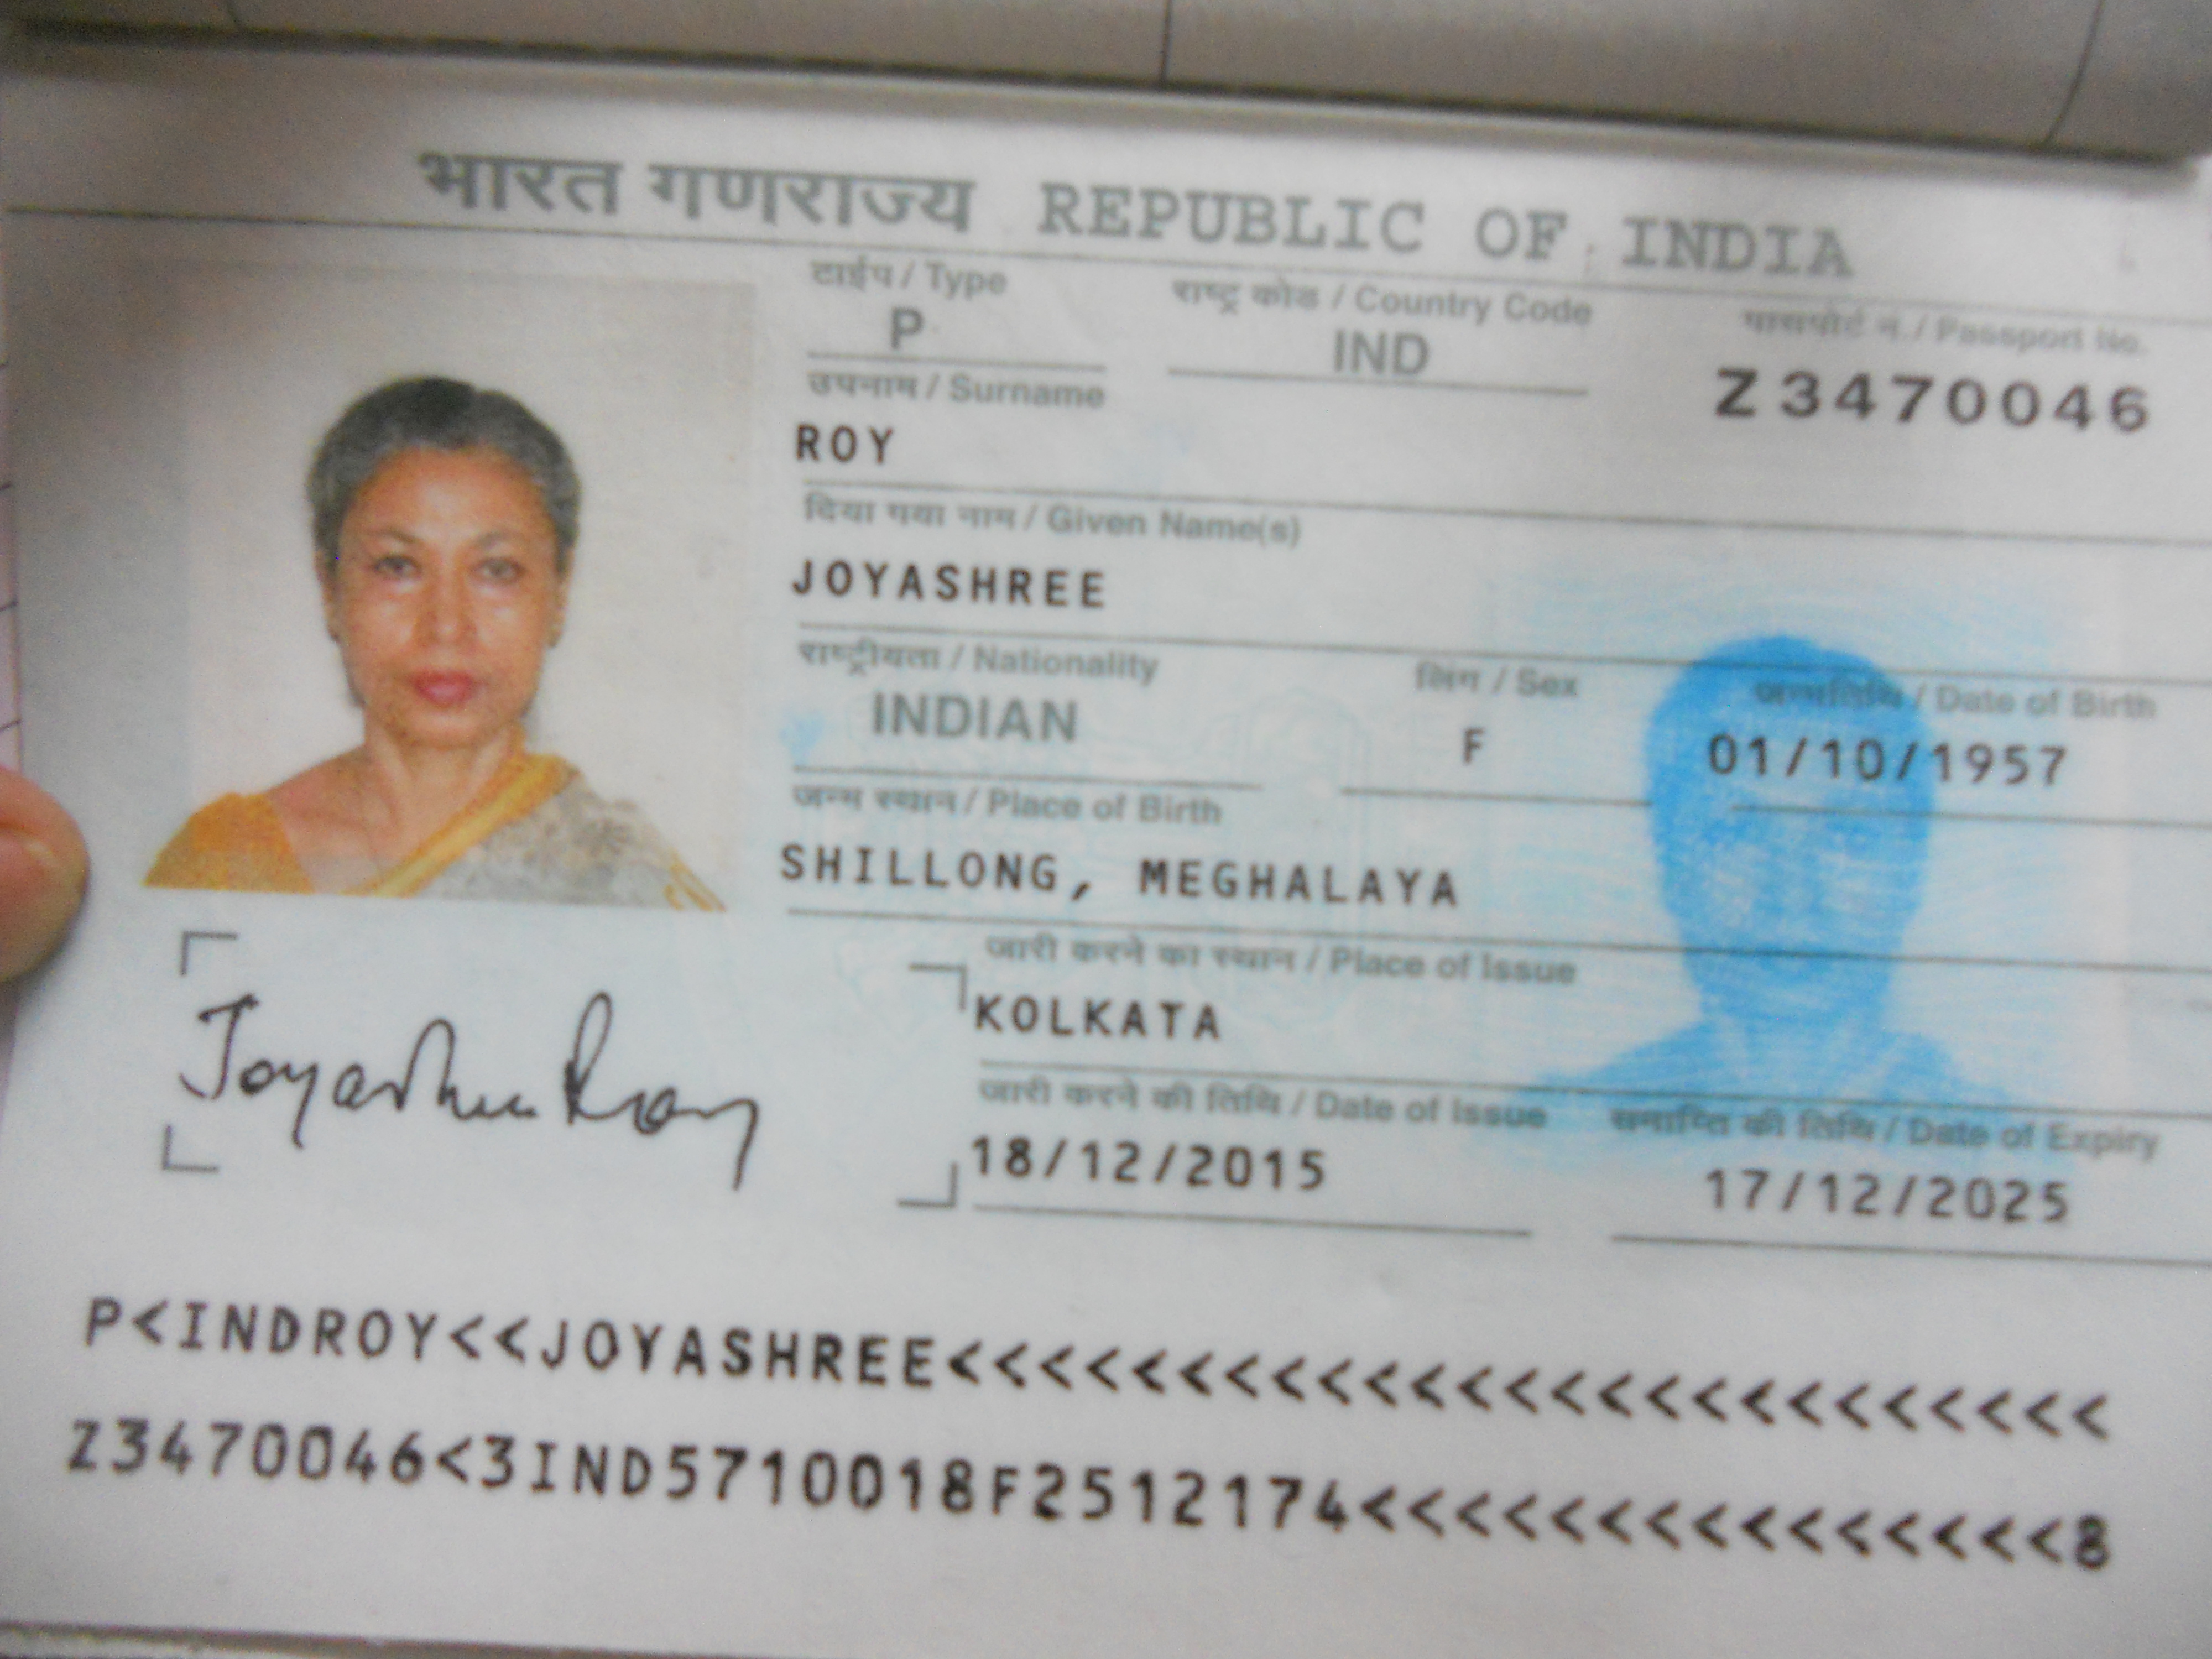 भारत गणराज्य REPUBLIC OF INDIA
टाईप / Type
राष्ट्र कोड / Country Code
पासपोर्ट नं. / Passport No.
P
IND
Z3470046
उपनाम / Surname
ROY
दिया गया नाम / Given Name(s)
JOYASHREE
राष्ट्रीयता / Nationality
लिंग / Sex
जन्मतिथि / Date of Birth
INDIAN
F
01/10/1957
जन्म स्थान / Place of Birth
SHILLONG, MEGHALAYA
जारी करने का स्थान / Place of Issue
KOLKATA
Joyashree Roy
जारी करने की तिथि / Date of Issue
समाप्ति की तिथि / Date of Expiry
18/12/2015
17/12/2025
P<INDROY<<JOYASHREE<<<<<<<<<<<<<<<<<<<<<<<<<
Z3470046<3IND5710018F2512174<<<<<<<<<<<<<<<8